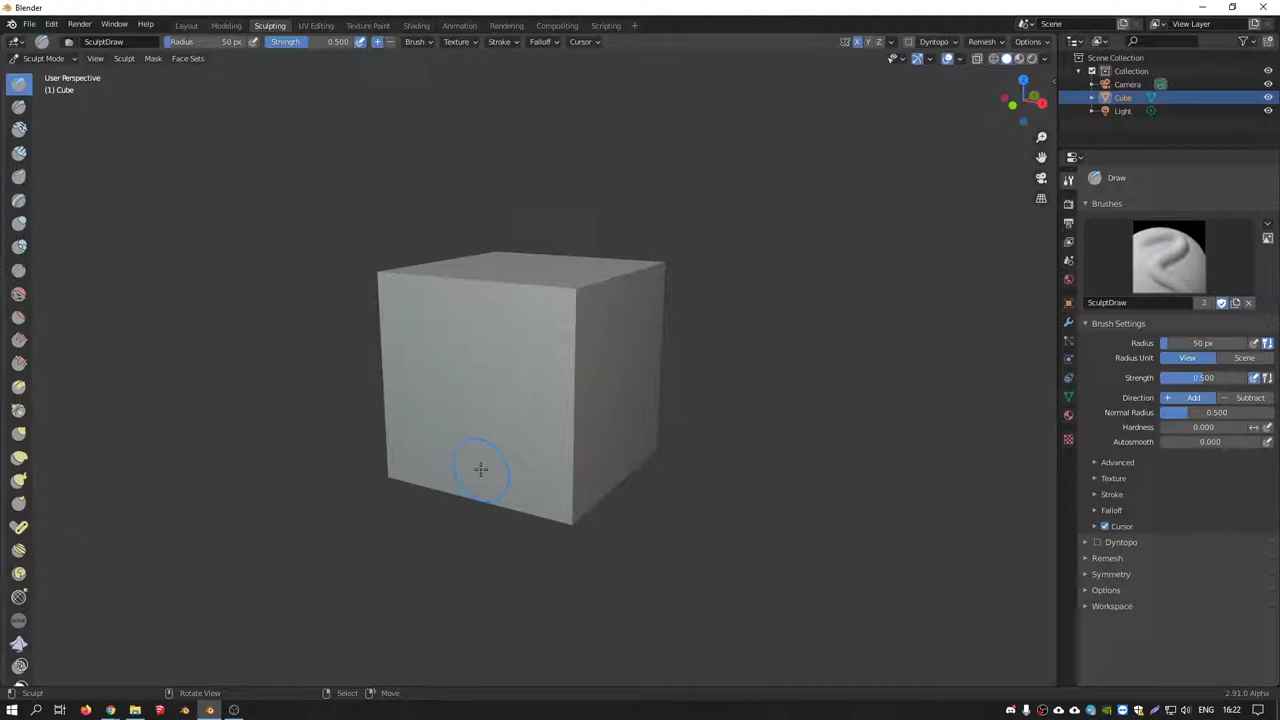 Blender
File Edit Render Window Help Layout Modeling Sculpting UV Editing Texture Paint Shading Animation Rendering Compositing Scripting + Scene View Layer
SculptDraw Radius 50 px Strength 0.500 Brush Texture Stroke Falloff Cursor X Y Z Dyntopo Remesh Options
Sculpt Mode View Sculpt Mask Face Sets
Scene Collection
Collection
Camera
Cube
Light
User Perspective
(1) Cube
Z
X
Draw
Brushes
SculptDraw 2
Brush Settings
Radius 50 px
Radius Unit View Scene
Strength 0.500
Direction + Add − Subtract
Normal Radius 0.500
Hardness 0.000
Autosmooth 0.000
Advanced
Texture
Stroke
Falloff
Cursor
Dyntopo
Remesh
Symmetry
Options
Workspace
Sculpt Rotate View Select Move 2.91.0 Alpha
ENG 16:22